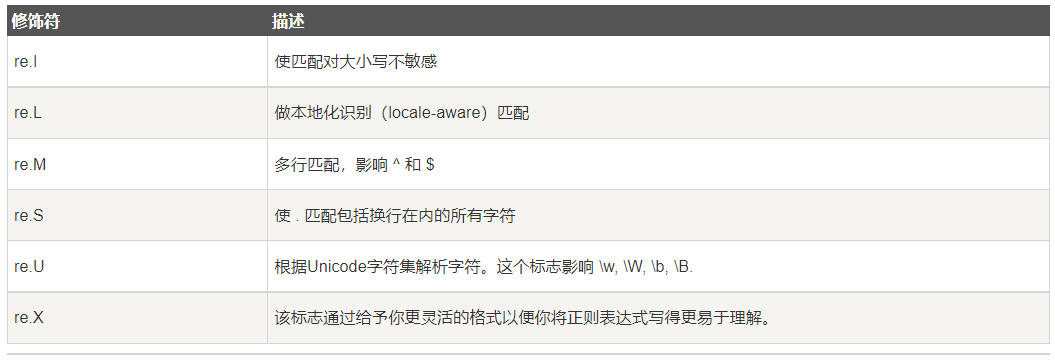 修饰符 描述
re.I 使匹配对大小写不敏感
re.L 做本地化识别（locale-aware）匹配
re.M 多行匹配，影响 ^ 和 $
re.S 使 . 匹配包括换行在内的所有字符
re.U 根据Unicode字符集解析字符。这个标志影响 \w, \W, \b, \B.
re.X 该标志通过给予你更灵活的格式以便你将正则表达式写得更易于理解。